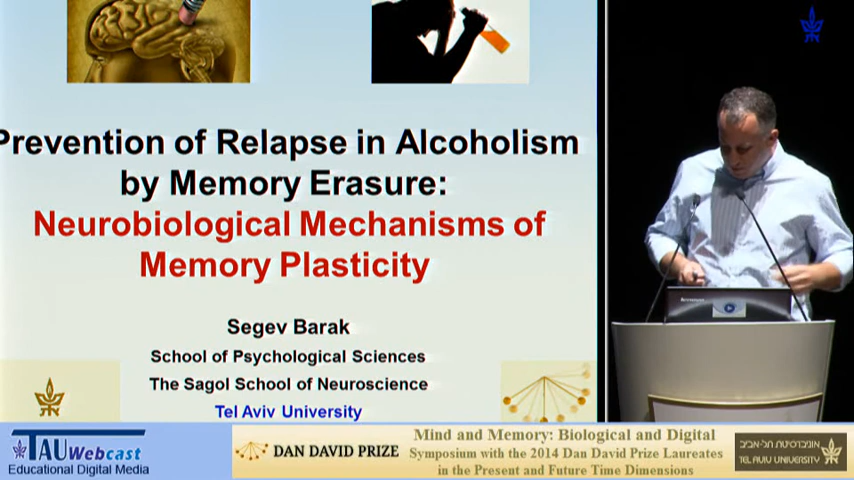 Prevention of Relapse in Alcoholism
by Memory Erasure:
Neurobiological Mechanisms of
Memory Plasticity
Segev Barak
School of Psychological Sciences
The Sagol School of Neuroscience
Tel Aviv University
TAU Webcast
Educational Digital Media
DAN DAVID PRIZE
Mind and Memory: Biological and Digital
Symposium with the 2014 Dan David Prize Laureates
in the Present and Future Time Dimensions
אוניברסיטת תל-אביב
TEL AVIV UNIVERSITY